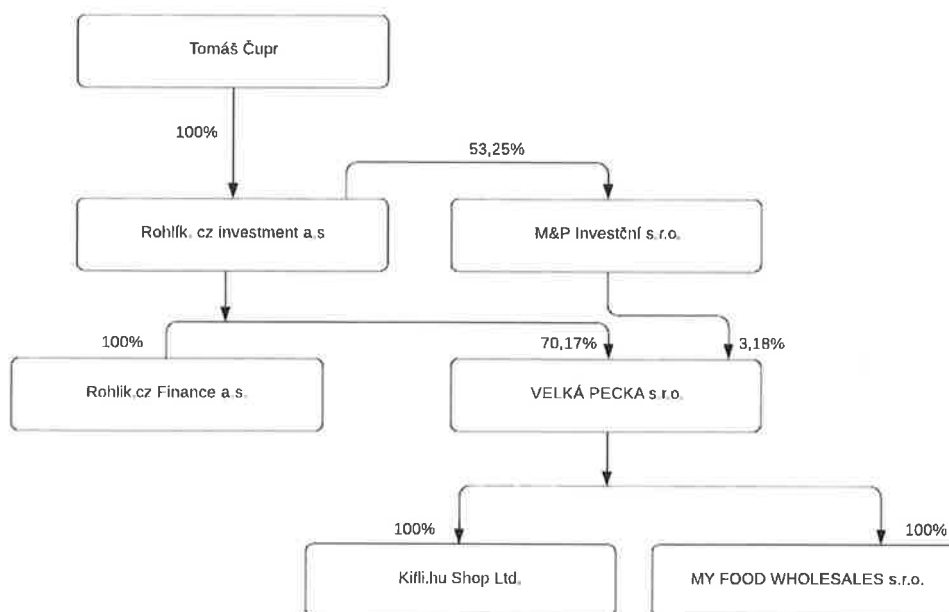 Tomáš Čupr
100%
53,25%
Rohlík. cz investment a.s
M&P Investční s.r.o.
100%
70,17%
3,18%
Rohlik.cz Finance a.s.
VELKÁ PECKA s.r.o.
100%
100%
Kifli.hu Shop Ltd.
MY FOOD WHOLESALES s.r.o.